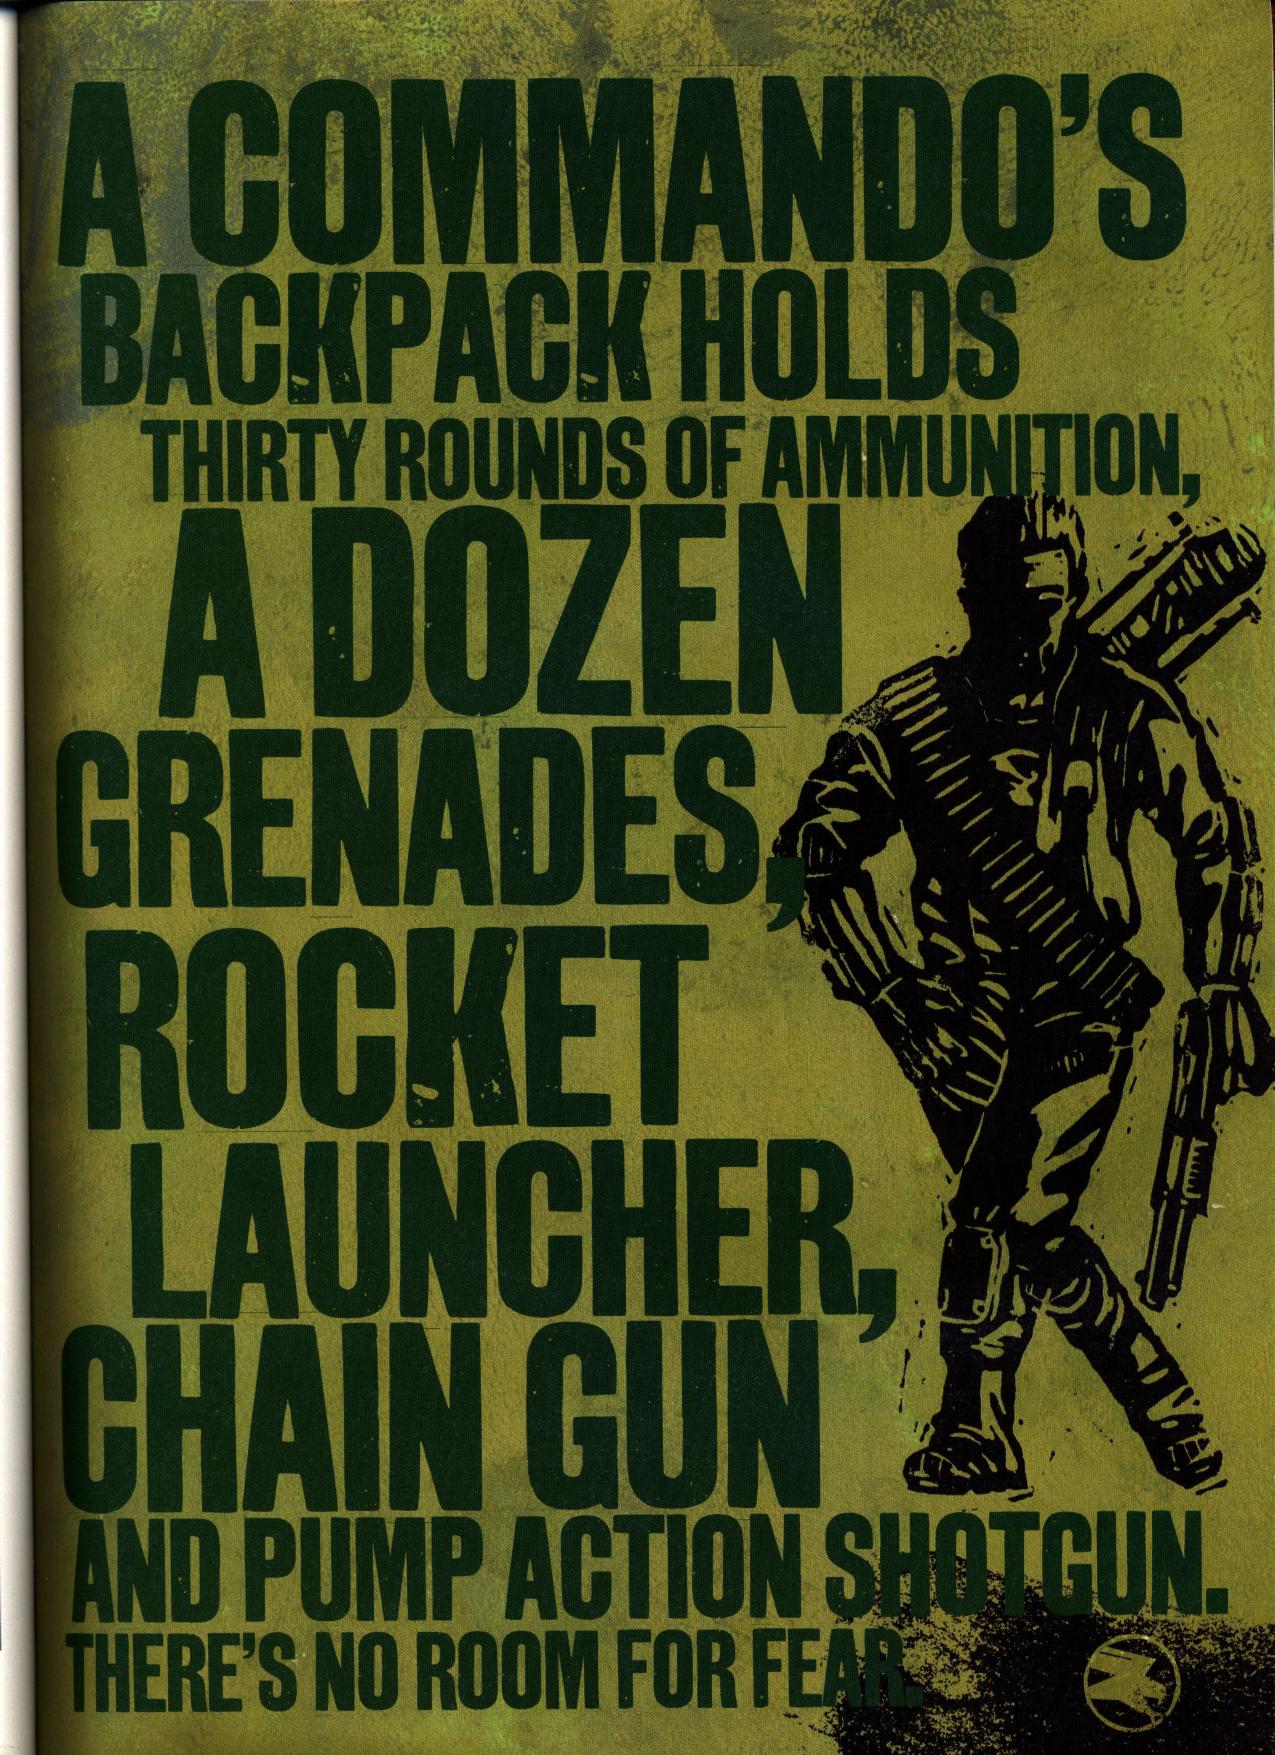 A COMMANDO'S
BACKPACK HOLDS
THIRTY ROUNDS OF AMMUNITION,
A DOZEN
GRENADES,
ROCKET
LAUNCHER,
CHAIN GUN
AND PUMP ACTION SHOTGUN.
THERE'S NO ROOM FOR FEAR.